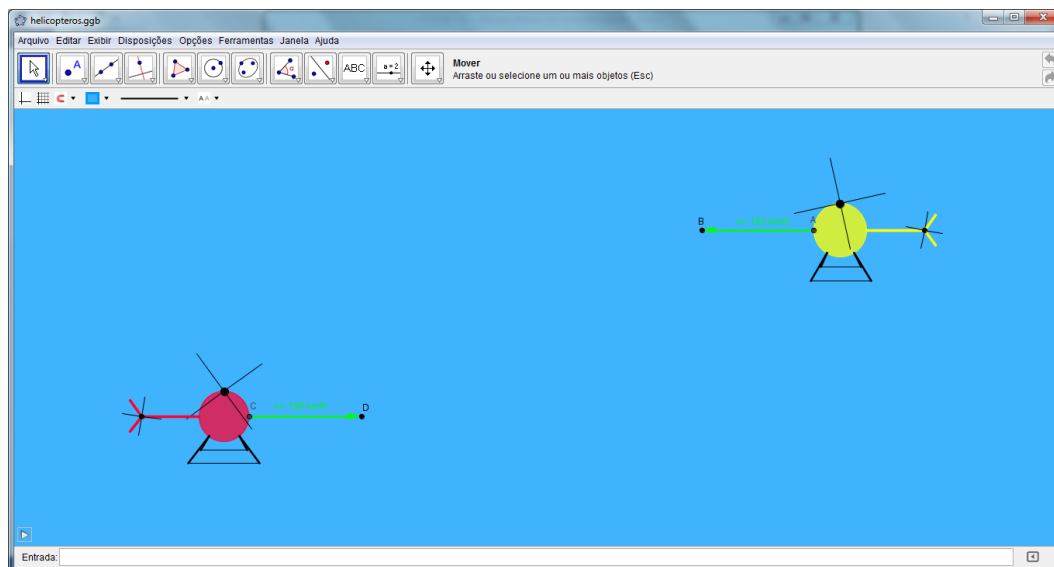 helicopteros.ggb
Arquivo Editar Exibir Disposições Opções Ferramentas Janela Ajuda
A
α
ABC
a = 2
Mover
Arraste ou selecione um ou mais objetos (Esc)
AA
B
A
C
D
Entrada: